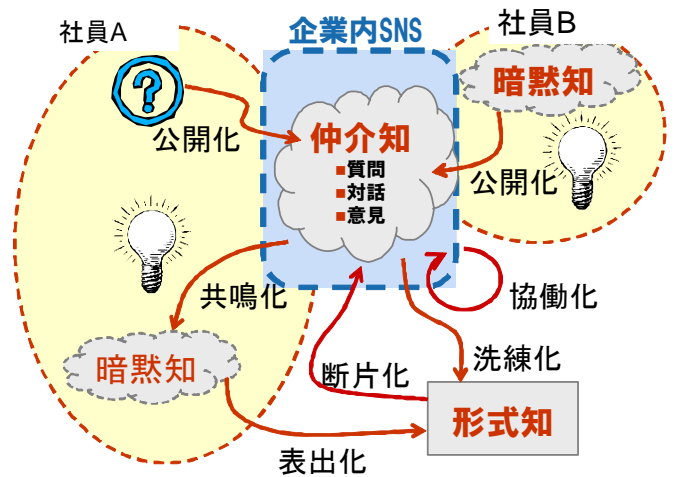 社員A
企業内SNS
社員B
?
暗黙知
公開化
仲介知
■質問
■対話
■意見
公開化
共鳴化
協働化
暗黙知
断片化
洗練化
形式知
表出化